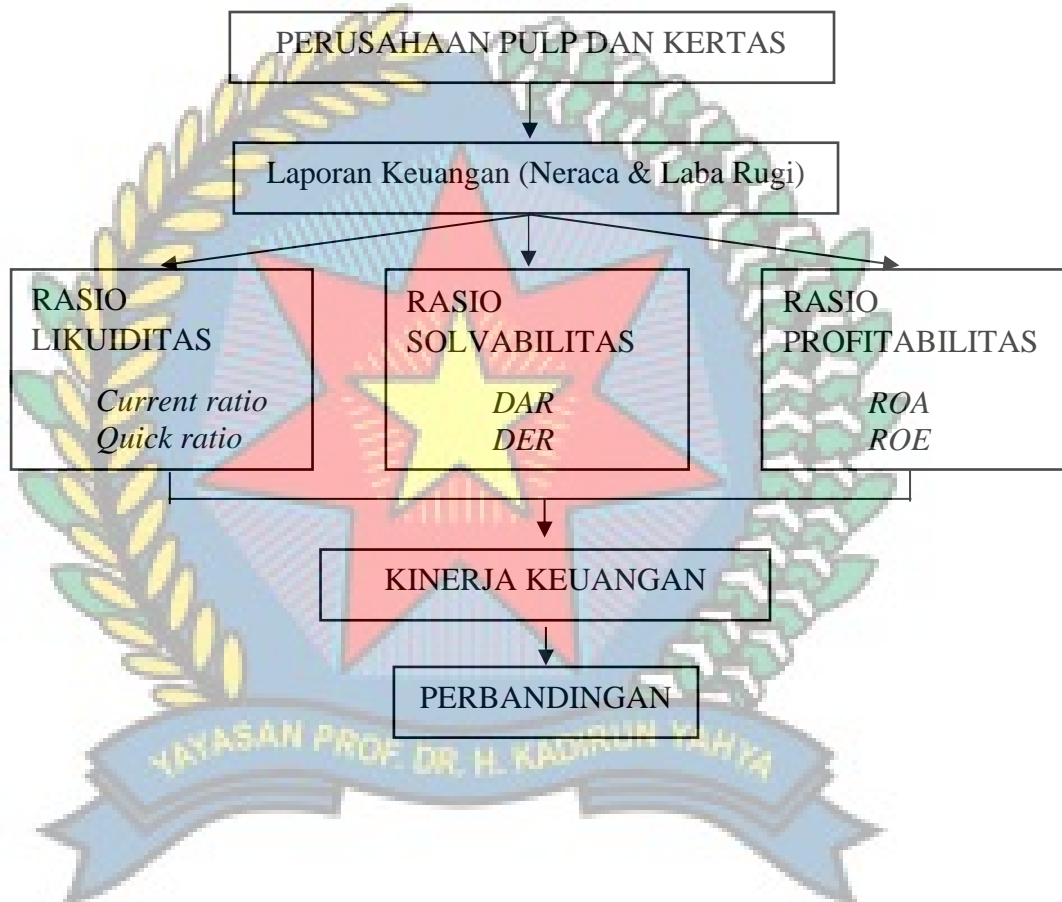 PERUSAHAAN PULP DAN KERTAS
Laporan Keuangan (Neraca & Laba Rugi)
RASIO
LIKUIDITAS
Current ratio
Quick ratio
RASIO
SOLVABILITAS
DAR
DER
RASIO
PROFITABILITAS
ROA
ROE
KINERJA KEUANGAN
PERBANDINGAN
YAYASAN PROF. DR. H. KADIRUN YAHYA